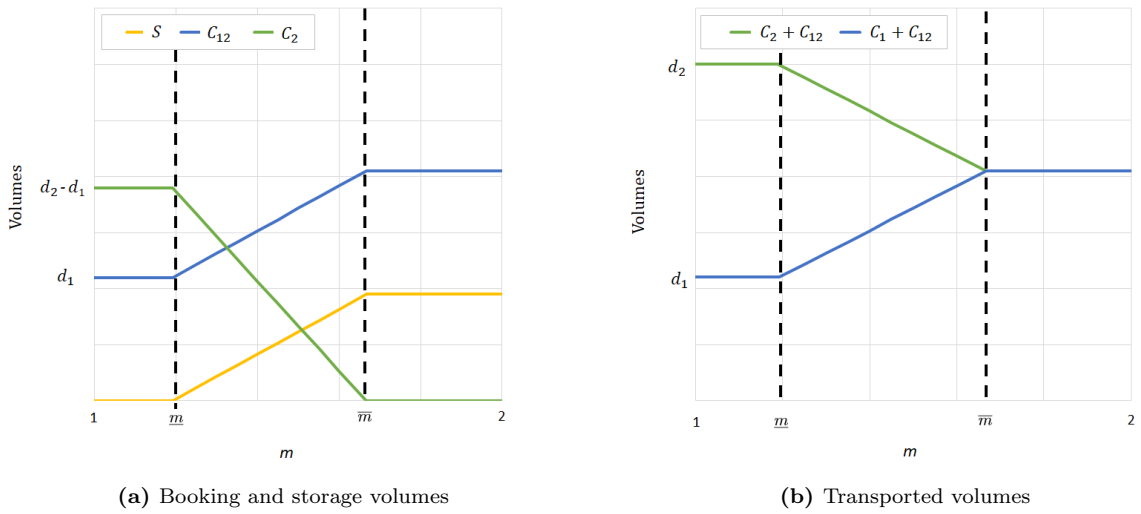 S C₁₂ C₂
Volumes
d₂ - d₁
d₁
1 m̲ m̅ 2
m
(a) Booking and storage volumes
C₂ + C₁₂ C₁ + C₁₂
Volumes
d₂
d₁
1 m̲ m̅ 2
m
(b) Transported volumes